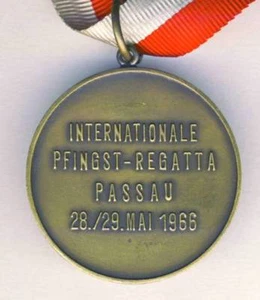 INTERNATIONALE
PFINGST-REGATTA
PASSAU
28./29. MAI 1966